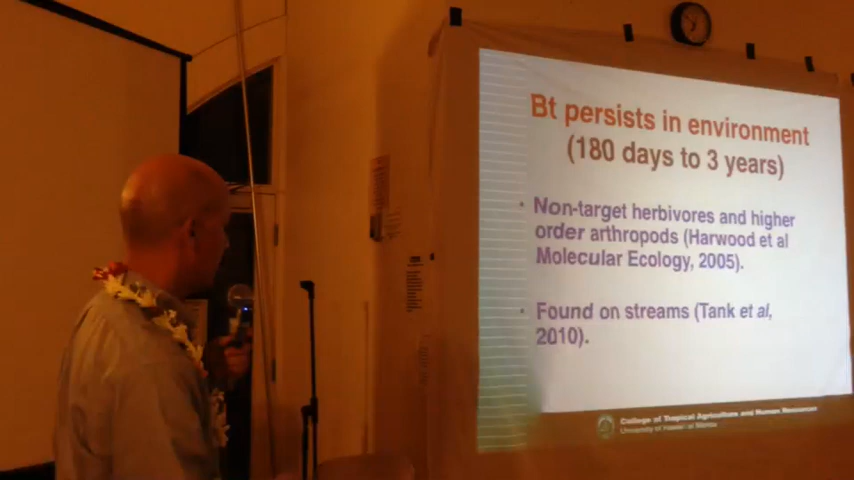 Bt persists in environment
(180 days to 3 years)
• Non-target herbivores and higher
order arthropods (Harwood et al
Molecular Ecology, 2005).
• Found on streams (Tank et al,
2010).
College of Tropical Agriculture and Human Resources
University of Hawai‘i at Mānoa